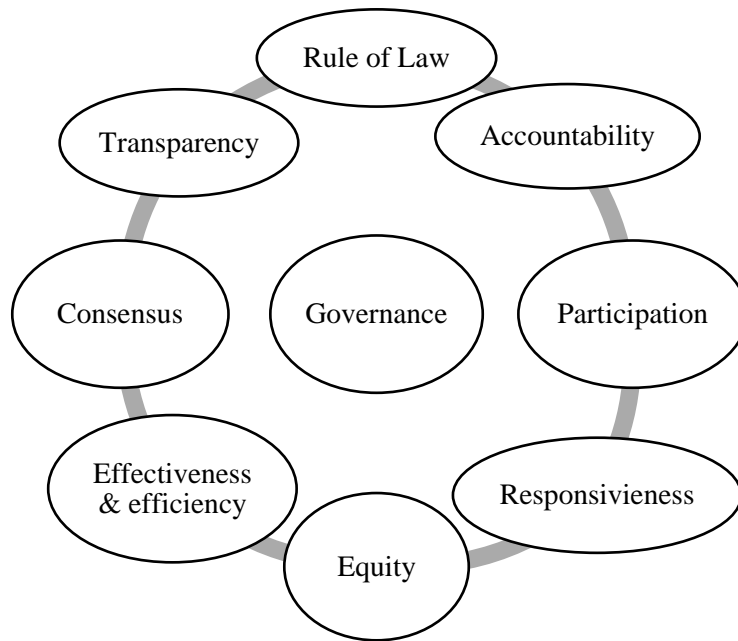 Rule of Law
Transparency
Accountability
Consensus
Governance
Participation
Effectiveness
& efficiency
Responsivieness
Equity